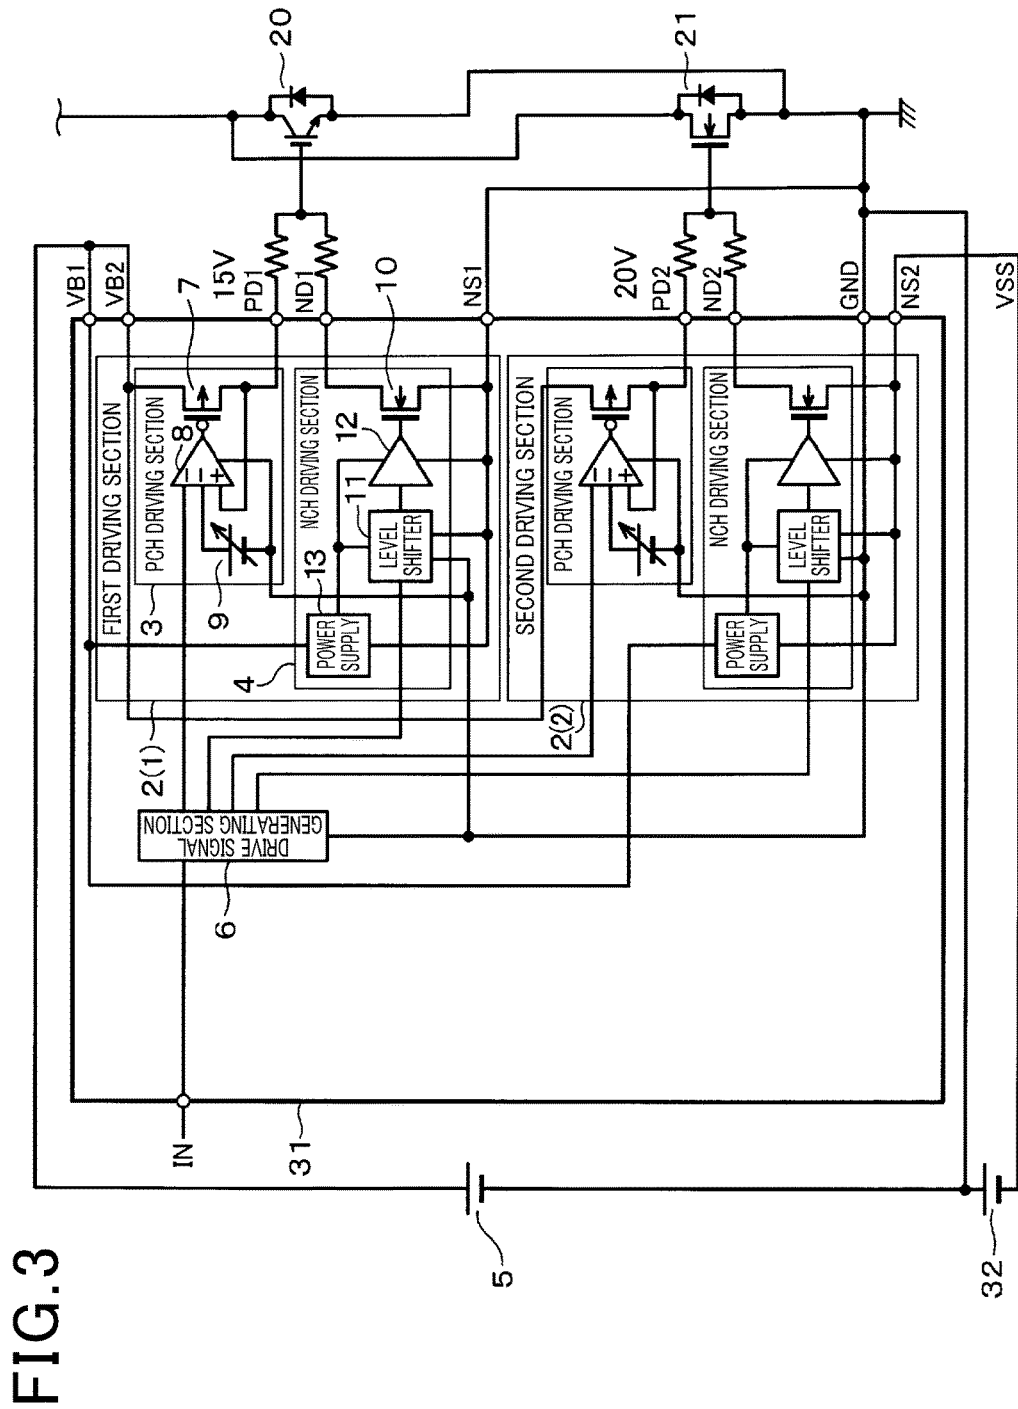 FIG.3
20
21
VB1
VB2
15V
PD1
ND1
NS1
20V
PD2
ND2
GND
NS2
VSS
FIRST DRIVING SECTION
PCH DRIVING SECTION
7
8
9
3
NCH DRIVING SECTION
10
12
11
LEVEL
SHIFTER
13
POWER
SUPPLY
4
2(1)
SECOND DRIVING SECTION
PCH DRIVING SECTION
NCH DRIVING SECTION
LEVEL
SHIFTER
POWER
SUPPLY
2(2)
DRIVE SIGNAL
GENERATING SECTION
6
IN
31
5
32